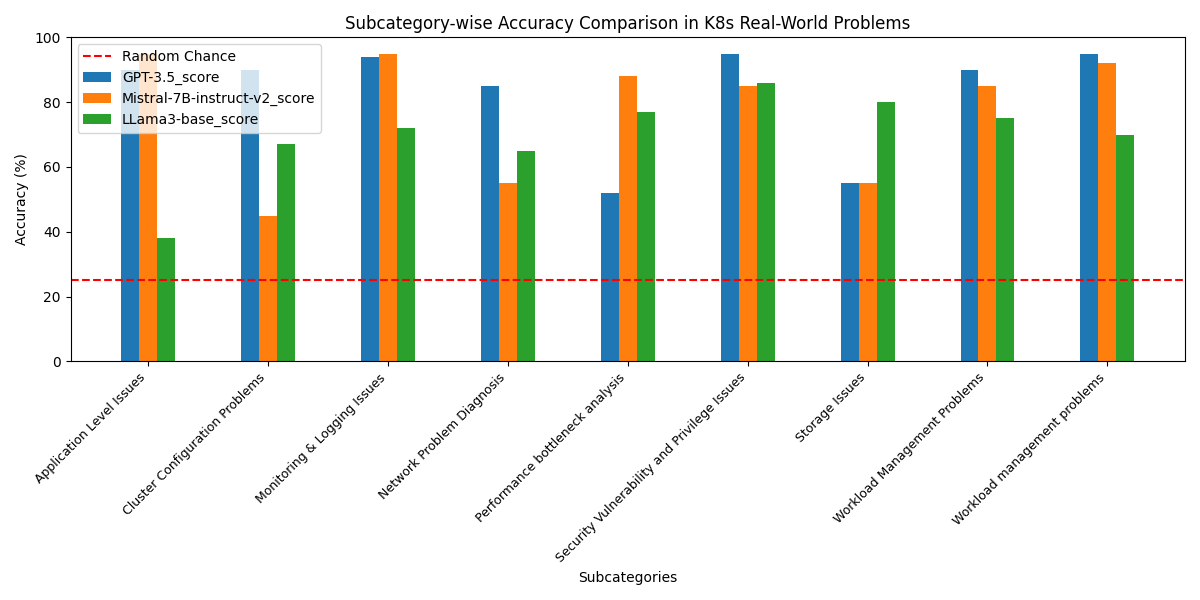 Subcategory-wise Accuracy Comparison in K8s Real-World Problems
Random Chance
GPT-3.5_score
Mistral-7B-instruct-v2_score
LLama3-base_score
Accuracy (%)
100
80
60
40
20
0
Application Level Issues
Cluster Configuration Problems
Monitoring & Logging Issues
Network Problem Diagnosis
Performance bottleneck analysis
Security Vulnerability and Privilege Issues
Storage Issues
Workload Management Problems
Workload management problems
Subcategories